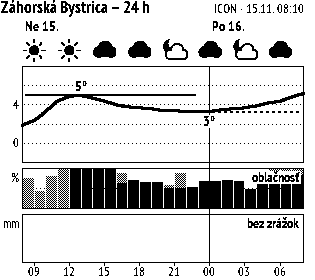 Záhorská Bystrica – 24 h ICON · 15.11. 08:10
Ne 15. Po 16.
5°
4
3°
0
% oblačnosť
mm bez zrážok
09 12 15 18 21 00 03 06